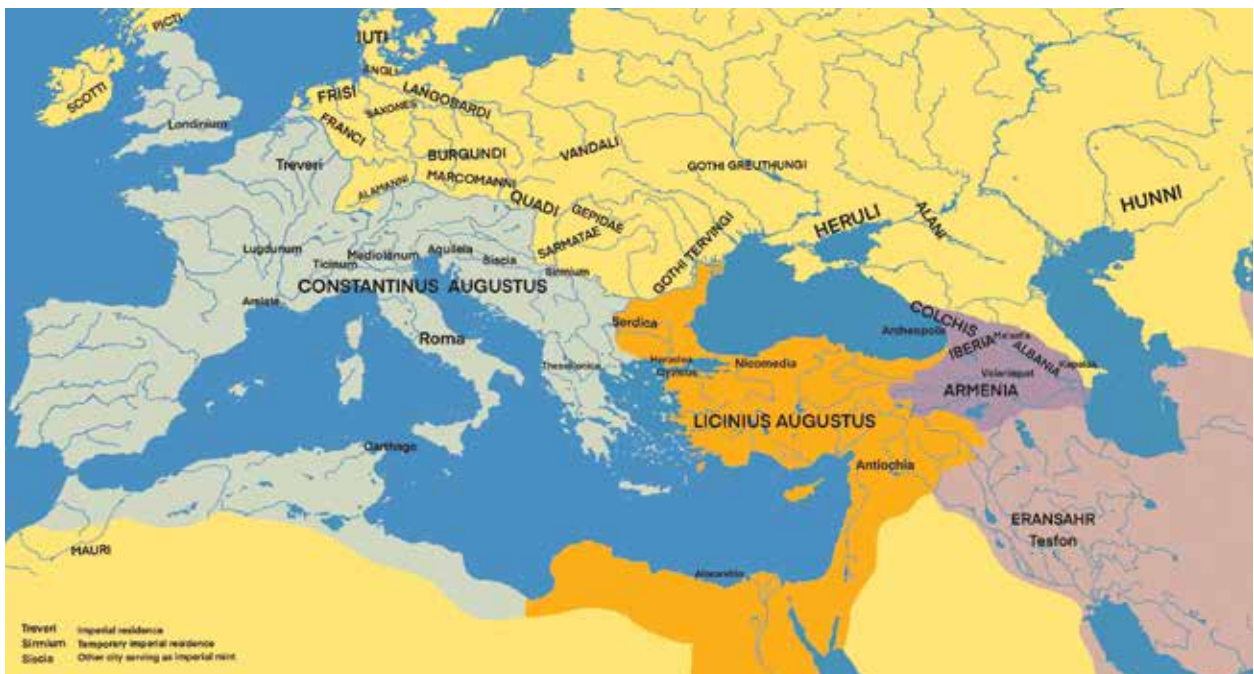 PICTI
IUTI
SCOTTI
ANGLI
FRISI
LANGOBARDI
SAXONES
Londinium
FRANCI
VANDALI
BURGUNDI
Treveri
GOTHI GREUTHUNGI
MARCOMANNI
ALAMANNI
HUNNI
QUADI
GEPIDAE
HERULI
ALANI
SARMATAE
GOTHI TERVINGI
Lugdunum
Mediolanum
Aquileia
Ticinum
Siscia
Sirmium
CONSTANTINUS AUGUSTUS
Arelate
Serdica
COLCHIS
Archeopolis
Roma
IBERIA
ALBANIA
Thessalonica
Heraclea
Nicomedia
Kapalak
Cyzicus
ARMENIA
LICINIUS AUGUSTUS
Carthago
Antiochia
ERANSAHR
Tesfon
MAURI
Treveri Imperial residence
Sirmium Temporary imperial residence
Siscia Other city serving as imperial mint